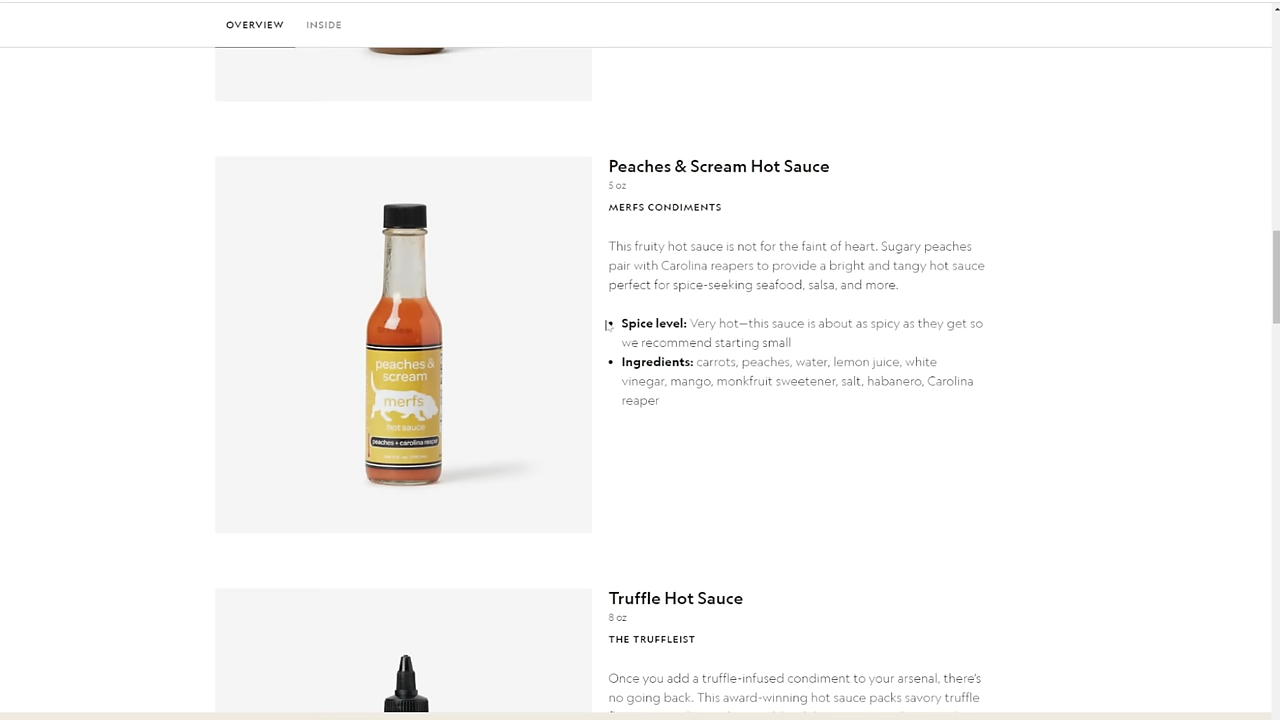 OVERVIEW
INSIDE
Peaches & Scream Hot Sauce
5 oz
MERFS CONDIMENTS
This fruity hot sauce is not for the faint of heart. Sugary peaches
pair with Carolina reapers to provide a bright and tangy hot sauce
perfect for spice-seeking seafood, salsa, and more.
• Spice level: Very hot—this sauce is about as spicy as they get so
we recommend starting small
• Ingredients: carrots, peaches, water, lemon juice, white
vinegar, mango, monkfruit sweetener, salt, habanero, Carolina
reaper
peaches &
scream
merfs
hot sauce
peaches + carolina reaper
Truffle Hot Sauce
8 oz
THE TRUFFLEIST
Once you add a truffle-infused condiment to your arsenal, there's
no going back. This award-winning hot sauce packs savory truffle